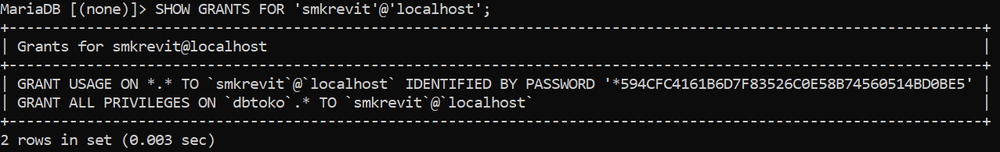 MariaDB [(none)]> SHOW GRANTS FOR 'smkrevit'@'localhost';
+-----------------------------------------------------------------------------------------------------------------+
| Grants for smkrevit@localhost                                                                                   |
+-----------------------------------------------------------------------------------------------------------------+
| GRANT USAGE ON *.* TO `smkrevit`@`localhost` IDENTIFIED BY PASSWORD '*594CFC4161B6D7F83526C0E58B74560514BD0BE5' |
| GRANT ALL PRIVILEGES ON `dbtoko`.* TO `smkrevit`@`localhost`                                                    |
+-----------------------------------------------------------------------------------------------------------------+
2 rows in set (0.003 sec)